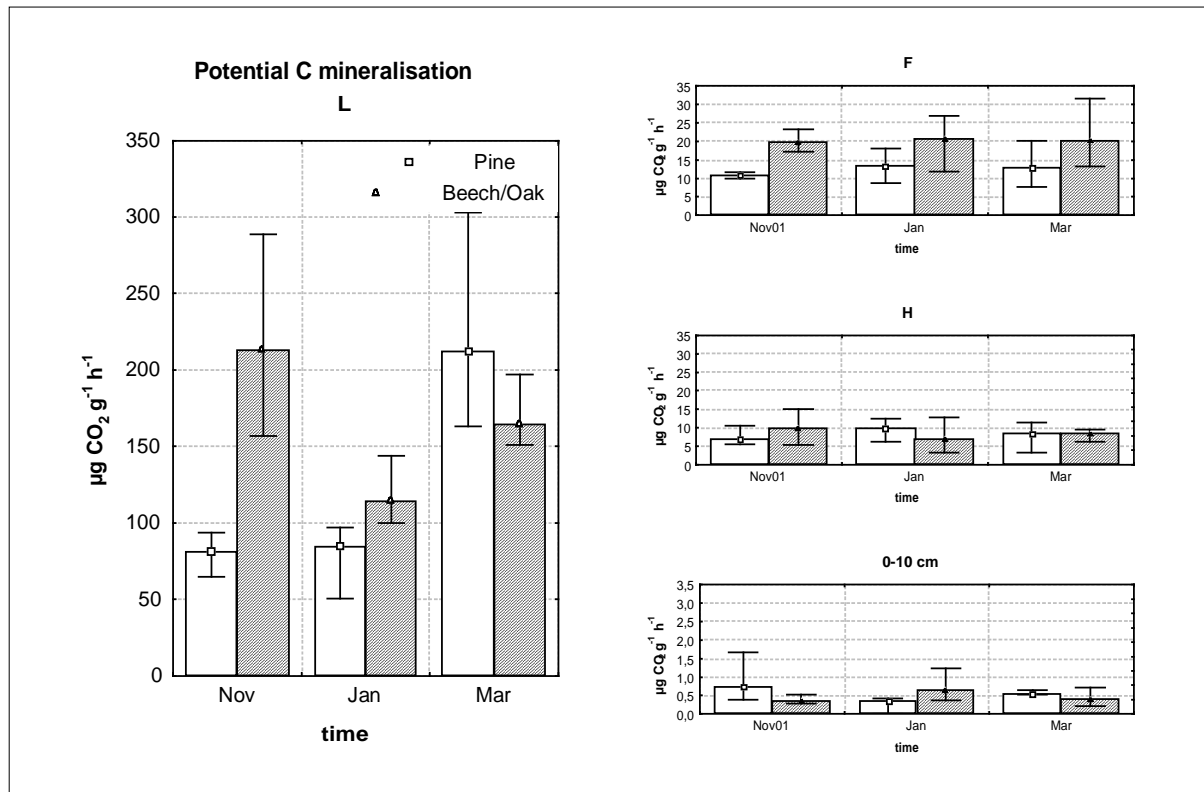 Potential C mineralisation
L
350
300
250
200
150
100
50
0
µg CO₂ g⁻¹ h⁻¹
Pine
Beech/Oak
Nov Jan Mar
time
F
35
30
25
20
15
10
5
0
µg CO₂ g⁻¹ h⁻¹
Nov01 Jan Mar
time
H
35
30
25
20
15
10
5
0
µg CO₂ g⁻¹ h⁻¹
Nov01 Jan Mar
time
0-10 cm
3,5
3,0
2,5
2,0
1,5
1,0
0,5
0,0
µg CO₂ g⁻¹ h⁻¹
Nov01 Jan Mar
time